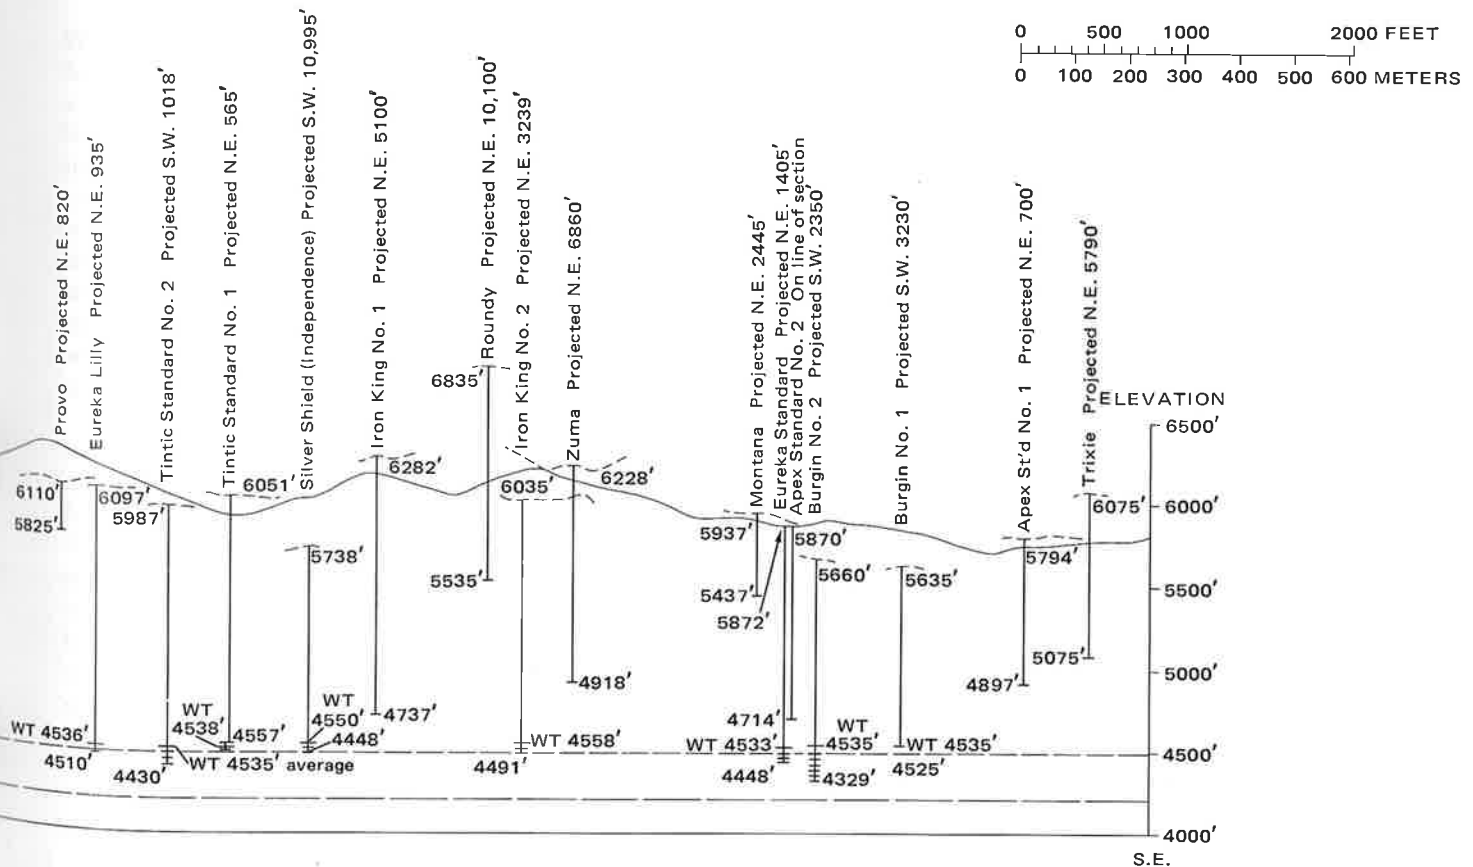 0 500 1000 2000 FEET
0 100 200 300 400 500 600 METERS
Provo Projected N.E. 820′
Eureka Lilly Projected N.E. 935′
Tintic Standard No. 2 Projected S.W. 1018′
Tintic Standard No. 1 Projected N.E. 565′
Silver Shield (Independence) Projected S.W. 10,995′
Iron King No. 1 Projected N.E. 5100′
Roundy Projected N.E. 10,100′
Iron King No. 2 Projected N.E. 3239′
Zuma Projected N.E. 6860′
Montana Projected N.E. 2445′
Eureka Standard Projected N.E. 1405′
Apex Standard No. 2 On line of section
Burgin No. 2 Projected S.W. 2350′
Burgin No. 1 Projected S.W. 3230′
Apex St'd No. 1 Projected N.E. 700′
Trixie Projected N.E. 5790′
ELEVATION
6500′
6000′
5500′
5000′
4500′
4000′
S.E.
6110′
5825′
6097′
WT 4536′
4510′
5987′
4430′
WT 4535′ average
6051′
WT
4538′
4557′
5738′
WT
4550′
4448′
6282′
4737′
6835′
5535′
6035′
WT 4558′
4491′
6228′
4918′
5937′
5437′
5872′
WT 4533′
4448′
5870′
4714′
5660′
WT
4535′
4329′
5635′
WT 4535′
4525′
5794′
4897′
6075′
5075′